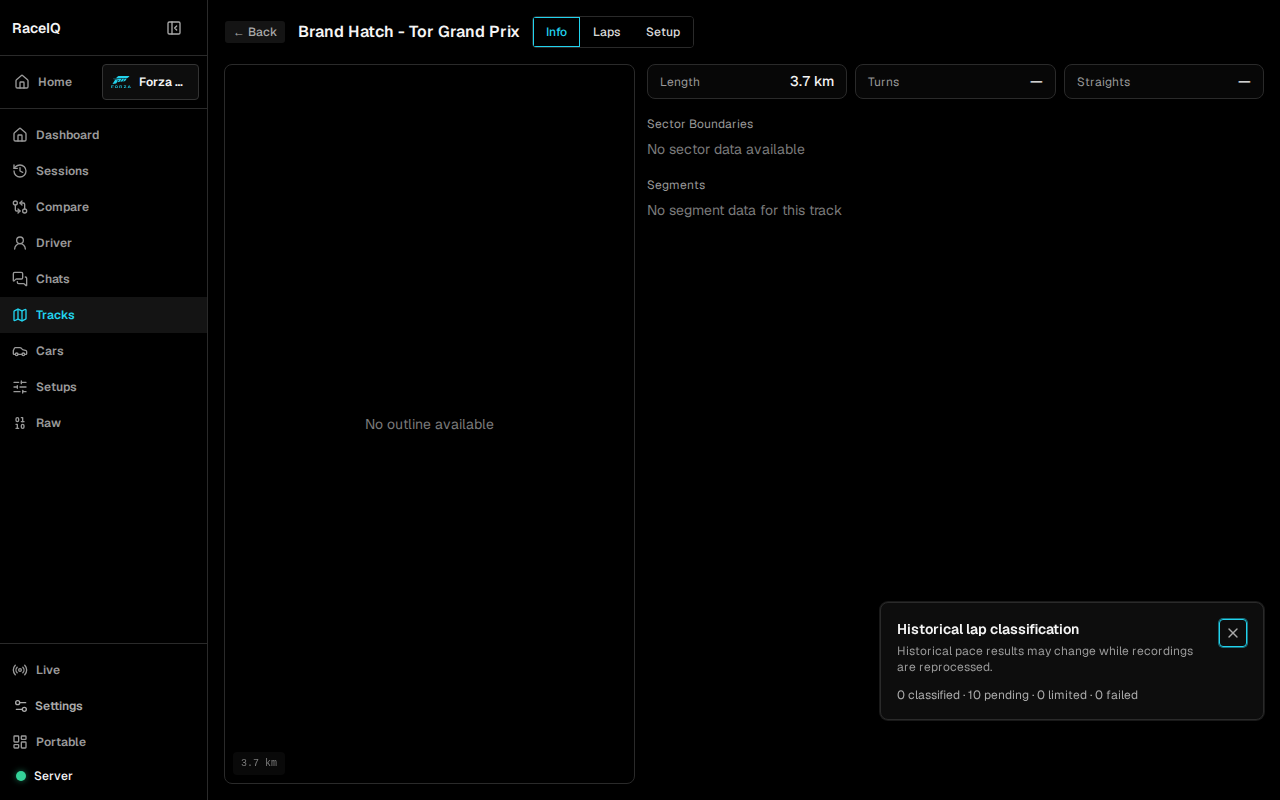 RaceIQ
← Back
Brand Hatch - Tor Grand Prix
Info
Laps
Setup
Home
FORZA
Forza ...
Length
3.7 km
Turns
—
Straights
—
Dashboard
Sessions
Compare
Driver
Chats
Tracks
Cars
Setups
Raw
Sector Boundaries
No sector data available
Segments
No segment data for this track
No outline available
3.7 km
Historical lap classification
Historical pace results may change while recordings
are reprocessed.
0 classified · 10 pending · 0 limited · 0 failed
Live
Settings
Portable
Server